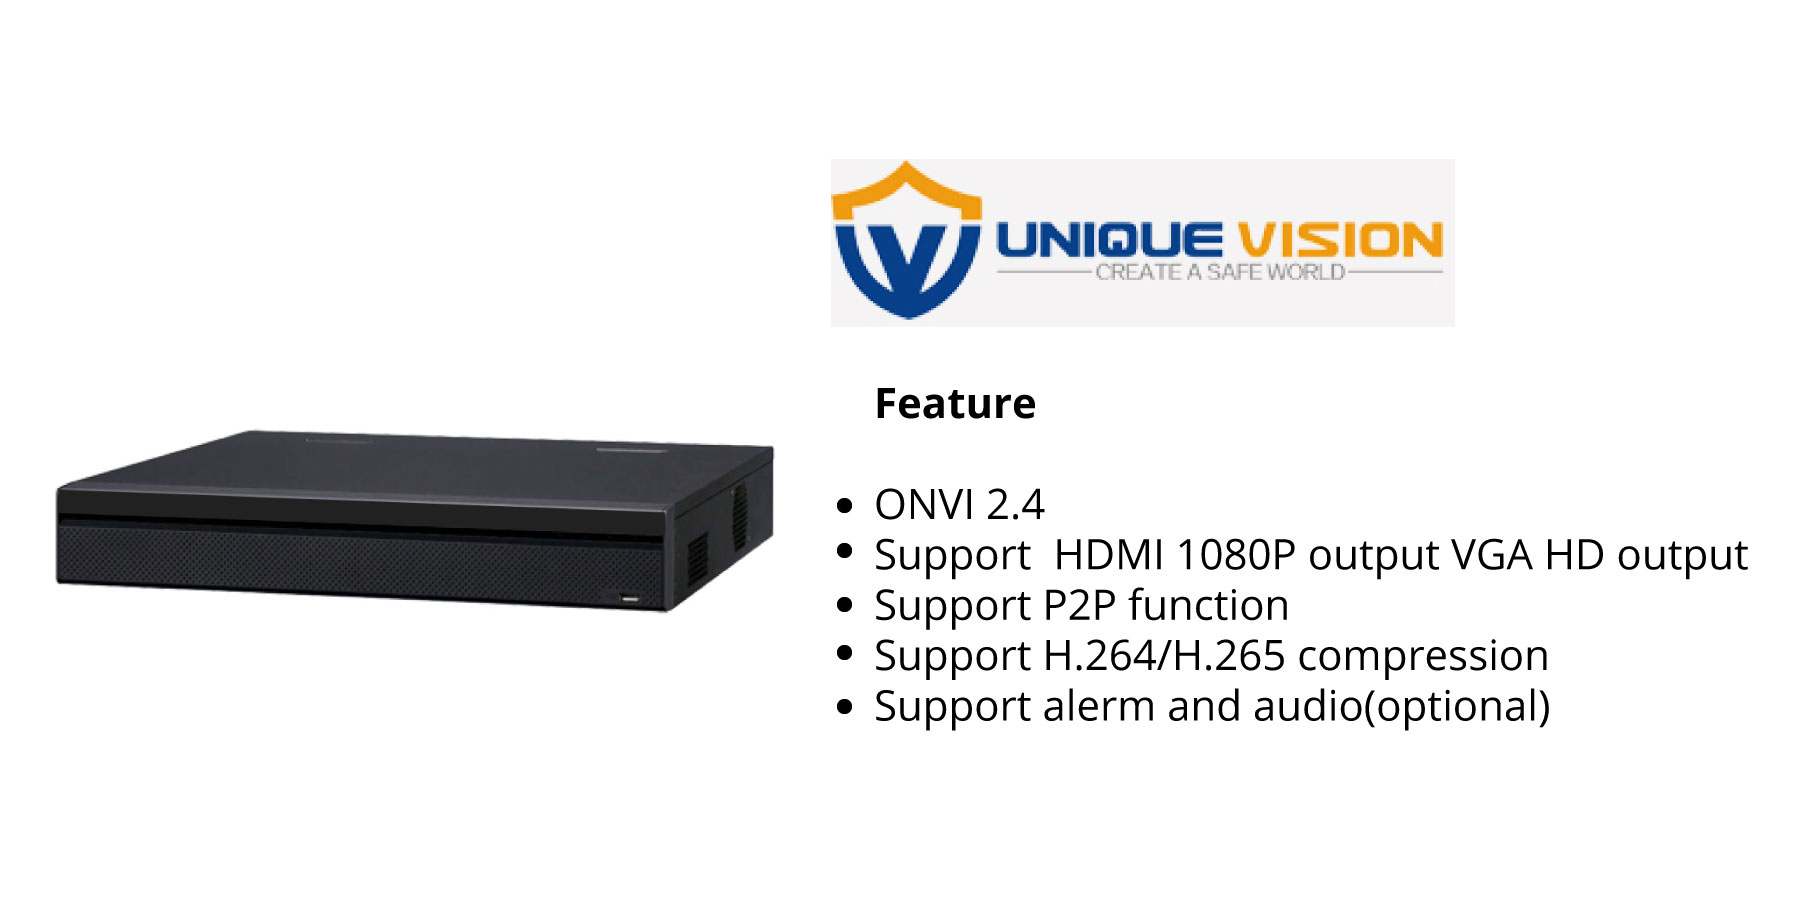 UNIQUE VISION
CREATE A SAFE WORLD
Feature
ONVI 2.4
Support HDMI 1080P output VGA HD output
Support P2P function
Support H.264/H.265 compression
Support alerm and audio(optional)